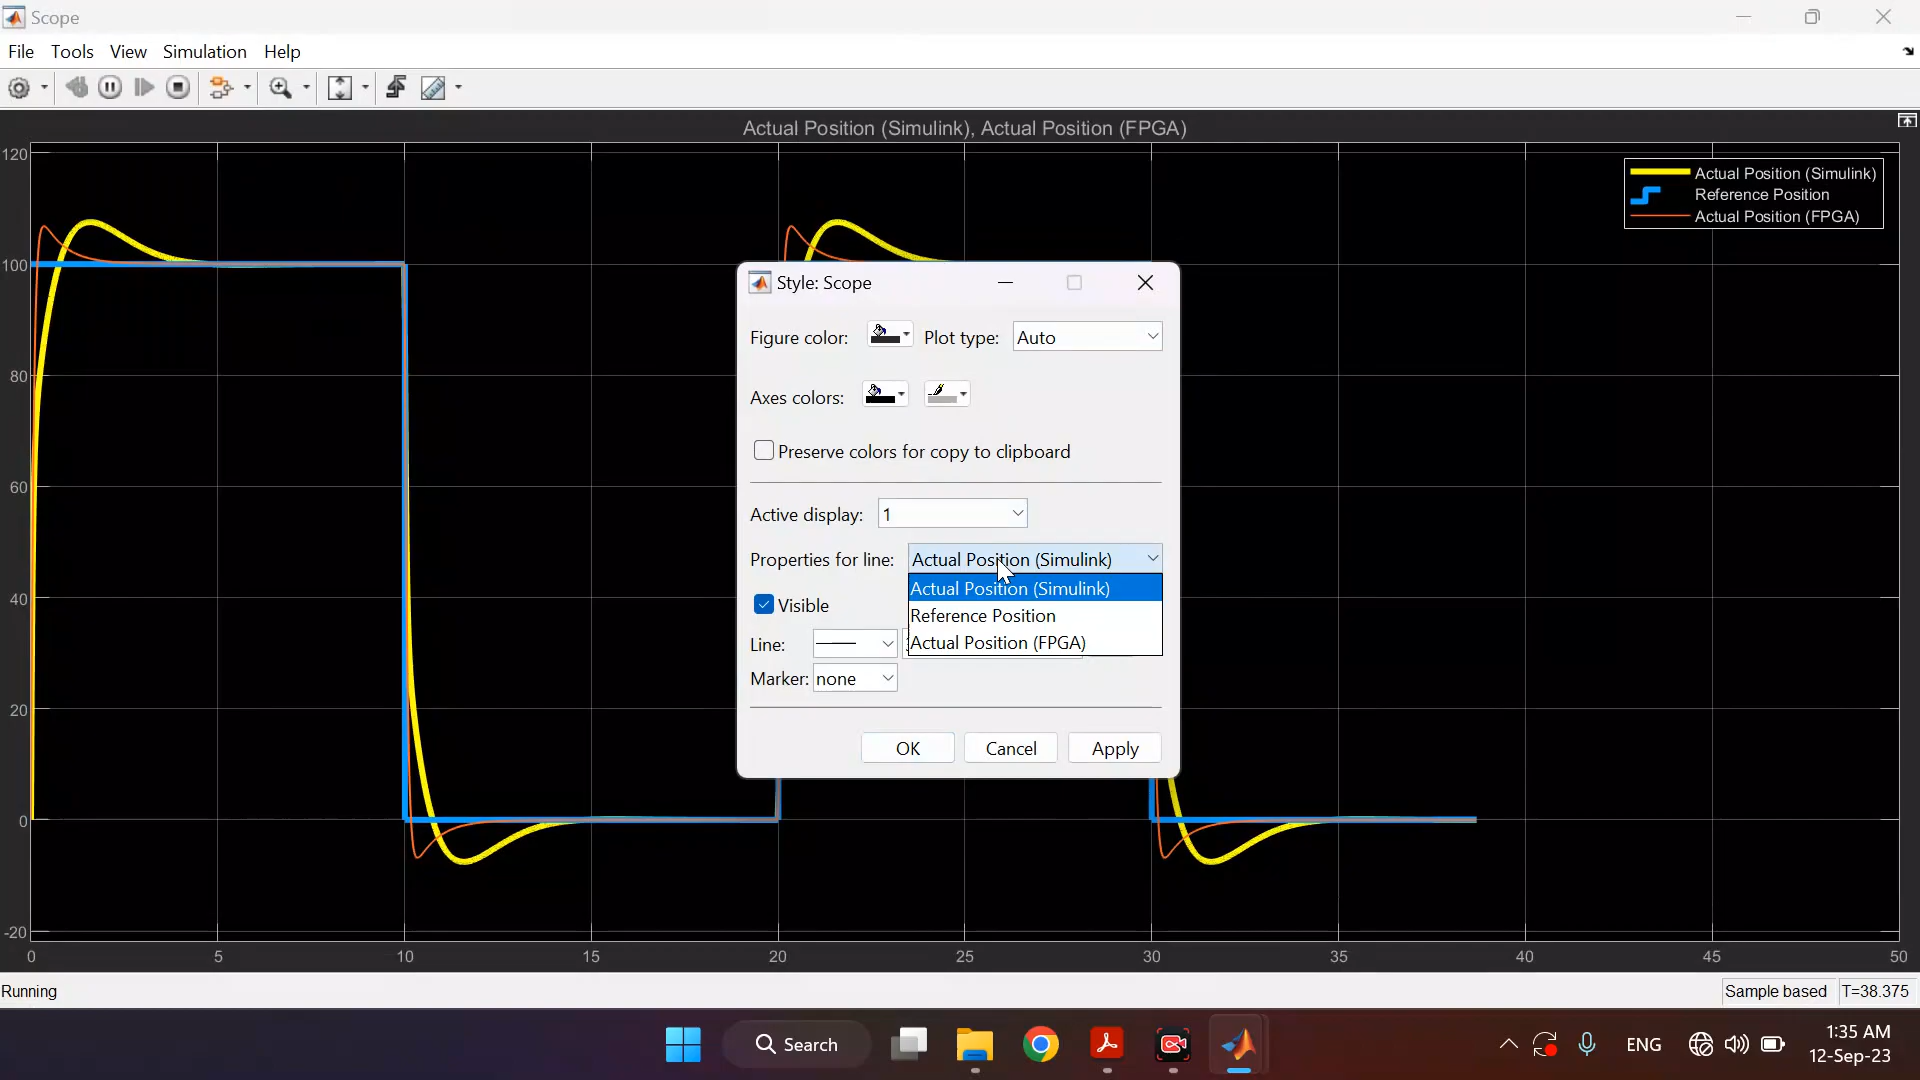 Scope
File Tools View Simulation Help
Actual Position (Simulink), Actual Position (FPGA)
120
100
80
60
40
20
0
-20
0 5 10 15 20 25 30 35 40 45 50
Actual Position (Simulink)
Reference Position
Actual Position (FPGA)
Style: Scope
Figure color: Plot type: Auto
Axes colors:
Preserve colors for copy to clipboard
Active display: 1
Properties for line: Actual Position (Simulink)
Actual Position (Simulink)
Reference Position
Actual Position (FPGA)
Visible
Line:
Marker: none
OK Cancel Apply
Running
Sample based T=38.375
Search
ENG
1:35 AM
12-Sep-23